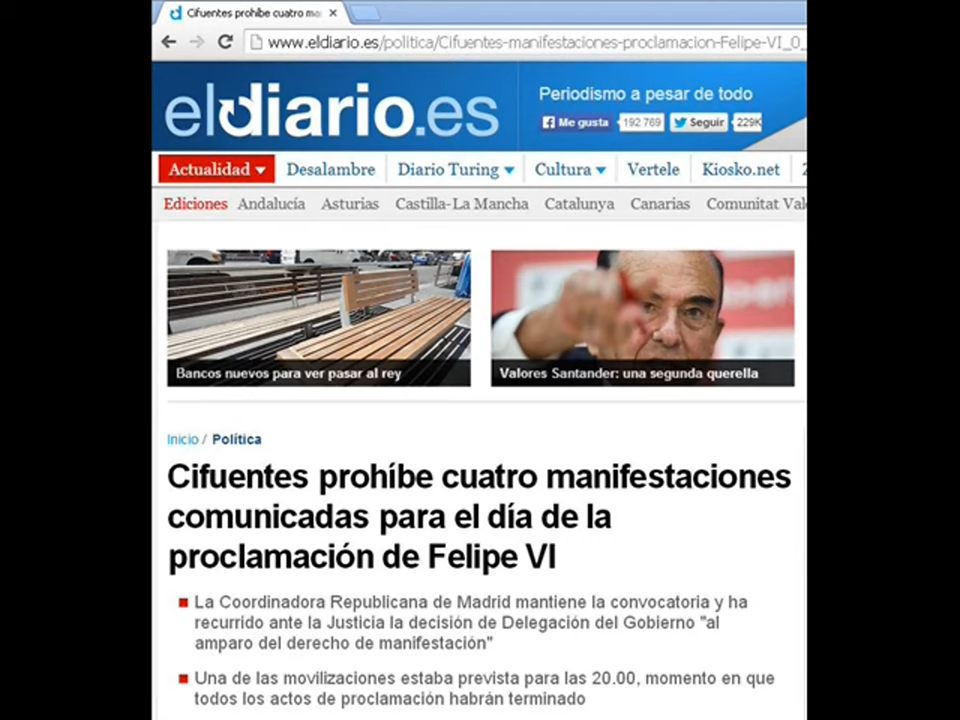 Cifuentes prohíbe cuatro ma
www.eldiario.es/politica/Cifuentes-manifestaciones-proclamacion-Felipe-VI_0_
eldiario.es
Periodismo a pesar de todo
Me gusta 192 769 Seguir 229K
Actualidad Desalambre Diario Turing Cultura Vertele Kiosko.net Z
Ediciones Andalucía Asturias Castilla-La Mancha Catalunya Canarias Comunitat Val
Bancos nuevos para ver pasar al rey
Valores Santander: una segunda querella
Inicio / Política
Cifuentes prohíbe cuatro manifestaciones
comunicadas para el día de la
proclamación de Felipe VI
La Coordinadora Republicana de Madrid mantiene la convocatoria y ha
recurrido ante la Justicia la decisión de Delegación del Gobierno "al
amparo del derecho de manifestación"
Una de las movilizaciones estaba prevista para las 20.00, momento en que
todos los actos de proclamación habrán terminado